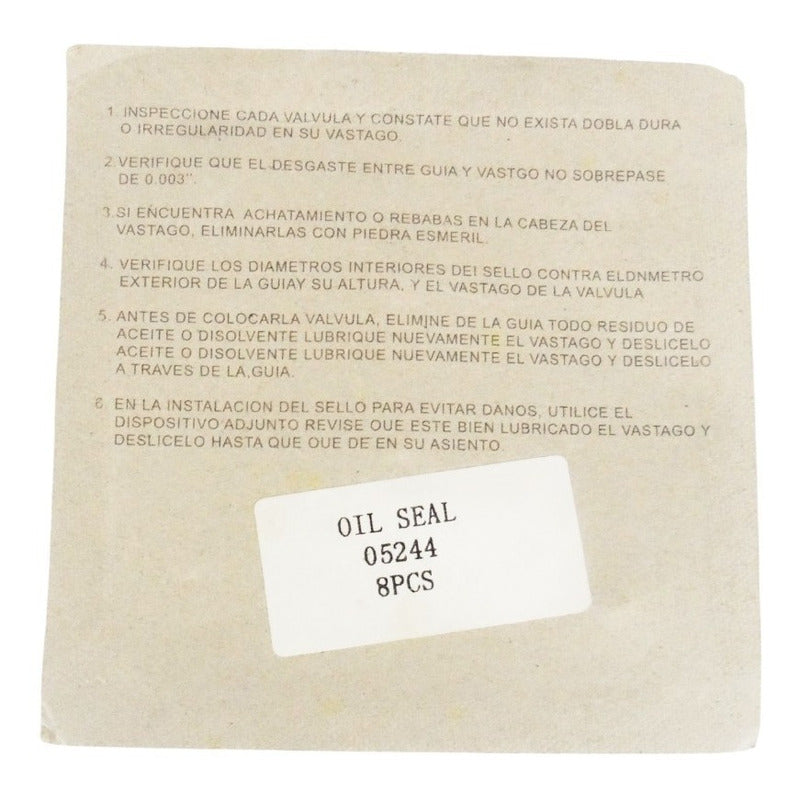 1. INSPECCIONE CADA VALVULA Y CONSTATE QUE NO EXISTA DOBLA DURA
O IRREGULARIDAD EN SU VASTAGO.
2. VERIFIQUE QUE EL DESGASTE ENTRE GUIA Y VASTGO NO SOBREPASE
DE 0.003".
3. SI ENCUENTRA ACHATAMIENTO O REBABAS EN LA CABEZA DEL
VASTAGO, ELIMINARLAS CON PIEDRA ESMERIL.
4. VERIFIQUE LOS DIAMETROS INTERIORES DEI SELLO CONTRA ELDNMETRO
EXTERIOR DE LA GUIAY SU ALTURA, Y EL VASTAGO DE LA VALVULA
5. ANTES DE COLOCARLA VALVULA, ELIMINE DE LA GUIA TODO RESIDUO DE
ACEITE O DISOLVENTE LUBRIQUE NUEVAMENTE EL VASTAGO Y DESLICELO
ACEITE O DISOLVENTE LUBRIQUE NUEVAMENTE EL VASTAGO Y DESLICELO
A TRAVES DE LA,GUIA.
6. EN LA INSTALACION DEL SELLO PARA EVITAR DANOS, UTILICE EL
DISPOSITIVO ADJUNTO REVISE QUE ESTE BIEN LUBRICADO EL VASTAGO Y
DESLICELO HASTA QUE OUE DE EN SU ASIENTO.
OIL SEAL
05244
8PCS